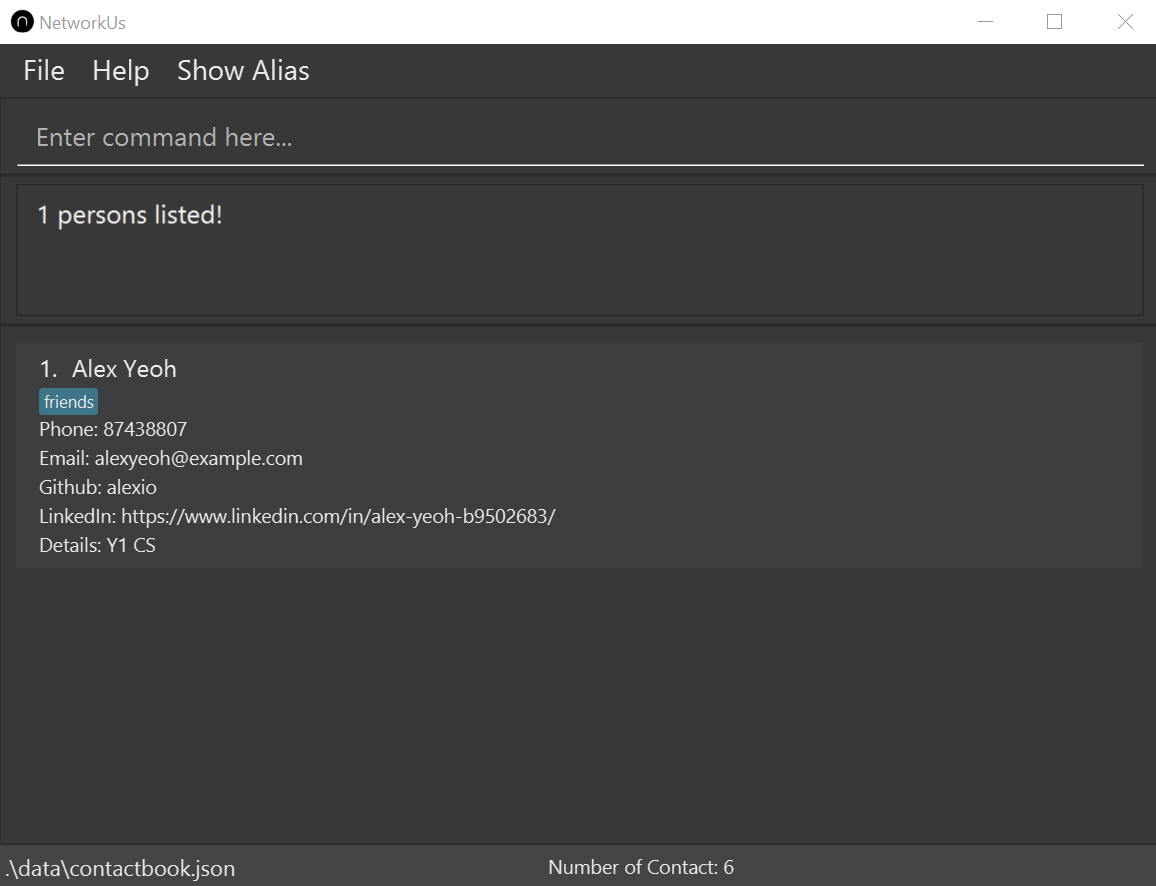 NetworkUs
File Help Show Alias
Enter command here...
1 persons listed!
1. Alex Yeoh
friends
Phone: 87438807
Email: alexyeoh@example.com
Github: alexio
LinkedIn: https://www.linkedin.com/in/alex-yeoh-b9502683/
Details: Y1 CS
.\data\contactbook.json Number of Contact: 6